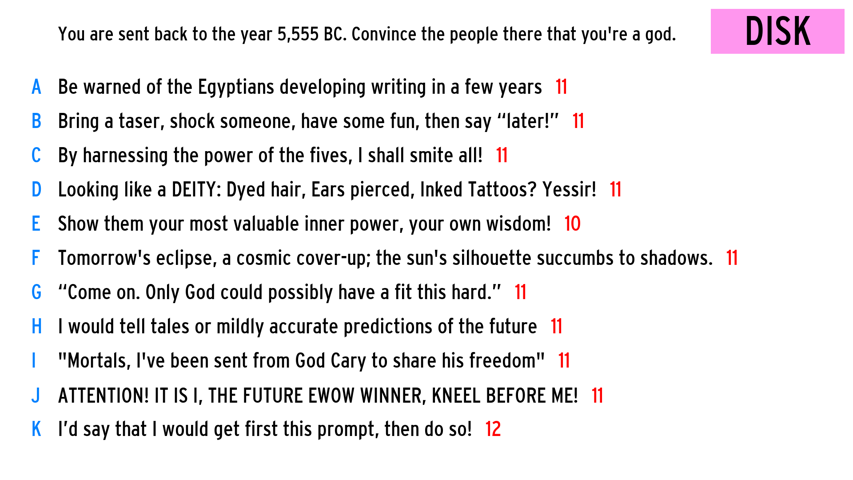 You are sent back to the year 5,555 BC. Convince the people there that you're a god.
DISK
A Be warned of the Egyptians developing writing in a few years 11
B Bring a taser, shock someone, have some fun, then say “later!” 11
C By harnessing the power of the fives, I shall smite all! 11
D Looking like a DEITY: Dyed hair, Ears pierced, Inked Tattoos? Yessir! 11
E Show them your most valuable inner power, your own wisdom! 10
F Tomorrow's eclipse, a cosmic cover-up; the sun's silhouette succumbs to shadows. 11
G “Come on. Only God could possibly have a fit this hard.” 11
H I would tell tales or mildly accurate predictions of the future 11
I "Mortals, I've been sent from God Cary to share his freedom" 11
J ATTENTION! IT IS I, THE FUTURE EWOW WINNER, KNEEL BEFORE ME! 11
K I’d say that I would get first this prompt, then do so! 12